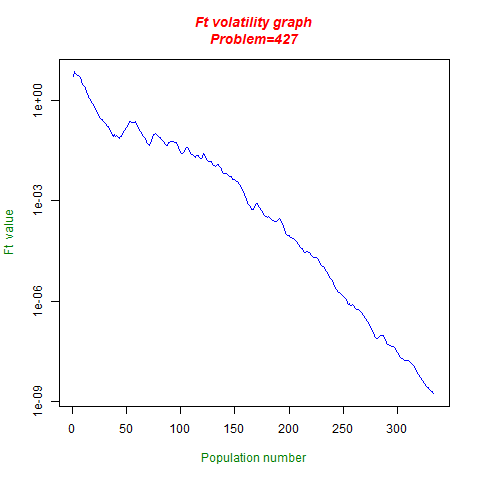 Ft volatility graph
Problem=427
Ft value
1e+00
1e-03
1e-06
1e-09
0 50 100 150 200 250 300
Population number